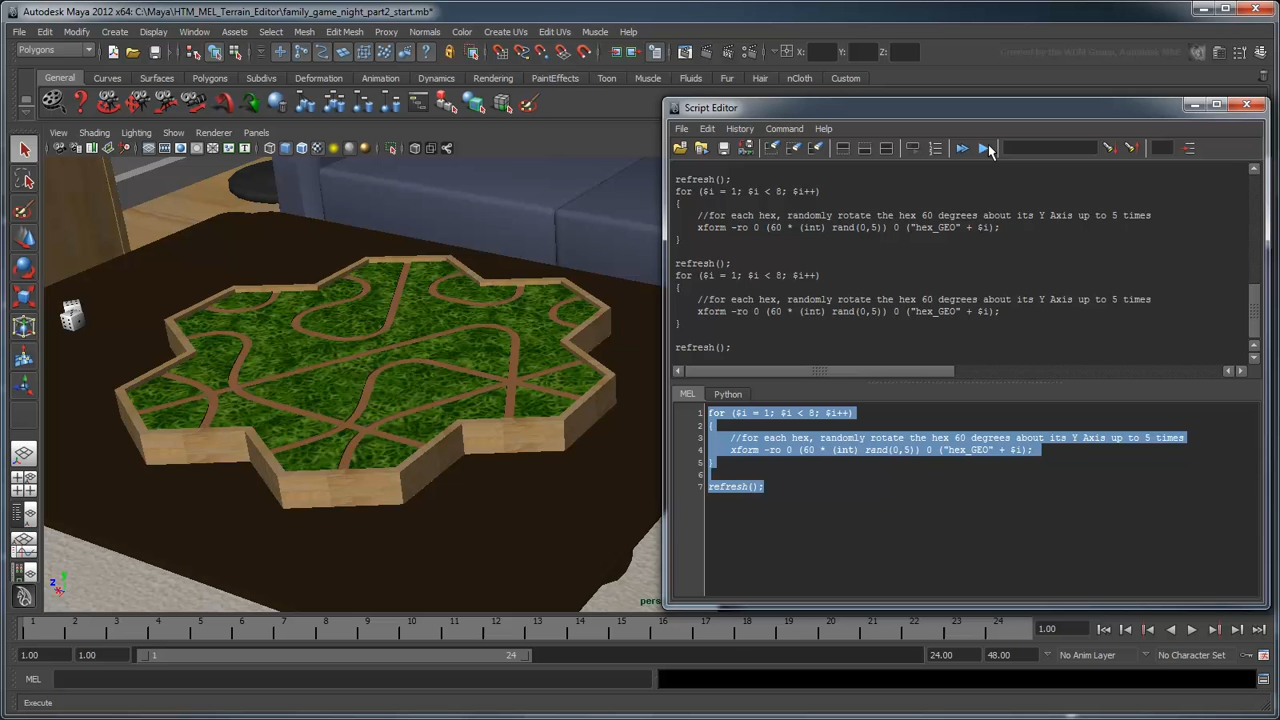 Autodesk Maya 2012 x64: C:\Maya\HTM_MEL_Terrain_Editor\family_game_night_part2_start.mb*
File Edit Modify Create Display Window Assets Select Mesh Edit Mesh Proxy Normals Color Create UVs Edit UVs Muscle Help
Polygons X: Y: Z:
General Curves Surfaces Polygons Subdivs Deformation Animation Dynamics Rendering PaintEffects Toon Muscle Fluids Fur Hair nCloth Custom
View Shading Lighting Show Renderer Panels
Script Editor
File Edit History Command Help
refresh();
for ($i = 1; $i < 8; $i++)
{
//for each hex, randomly rotate the hex 60 degrees about its Y Axis up to 5 times
xform -ro 0 (60 * (int) rand(0,5)) 0 ("hex_GEO" + $i);
}
refresh();
for ($i = 1; $i < 8; $i++)
{
//for each hex, randomly rotate the hex 60 degrees about its Y Axis up to 5 times
xform -ro 0 (60 * (int) rand(0,5)) 0 ("hex_GEO" + $i);
}
refresh();
MEL Python
1 for ($i = 1; $i < 8; $i++)
2 {
3 //for each hex, randomly rotate the hex 60 degrees about its Y Axis up to 5 times
4 xform -ro 0 (60 * (int) rand(0,5)) 0 ("hex_GEO" + $i);
5 }
6
7 refresh();
y
z x
pers
1 2 3 4 5 6 7 8 9 10 11 12 13 14 15 16 17 18 19 20 21 22 23 24 1.00
1.00 1.00 1 24 24.00 48.00 No Anim Layer No Character Set
MEL
Execute